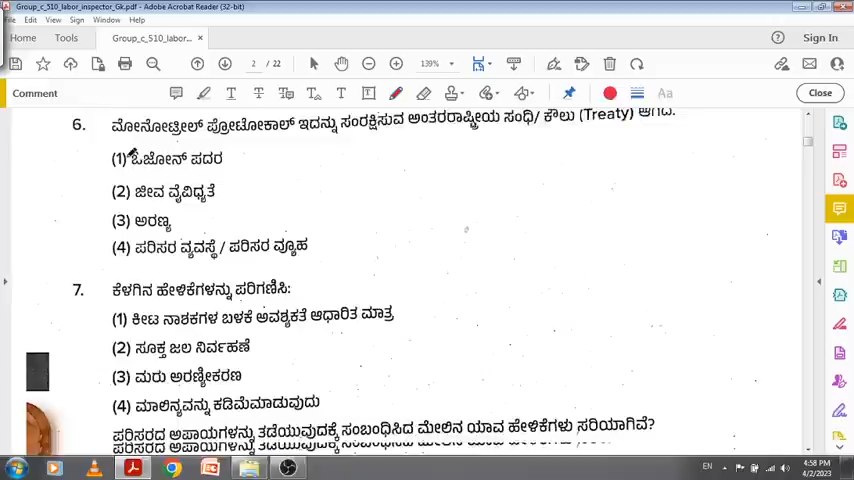 Group_c_510_labor_inspector_Gk.pdf - Adobe Acrobat Reader (32-bit)
File Edit View Sign Window Help
Home Tools Group_c_510_labor... × Sign In
2 / 22 139%
Comment Close
6. ಮೋನೋಟ್ರೀಲ್ ಪ್ರೋಟೋಕಾಲ್ ಇದನ್ನು ಸಂರಕ್ಷಿಸುವ ಅಂತರರಾಷ್ಟ್ರೀಯ ಸಂಧಿ/ ಕೌಲು (Treaty) ಆಗಿದೆ.
(1) ಓಜೋನ್ ಪದರ
(2) ಜೀವ ವೈವಿಧ್ಯತೆ
(3) ಅರಣ್ಯ
(4) ಪರಿಸರ ವ್ಯವಸ್ಥೆ / ಪರಿಸರ ವ್ಯೂಹ
7. ಕೆಳಗಿನ ಹೇಳಿಕೆಗಳನ್ನು ಪರಿಗಣಿಸಿ:
(1) ಕೀಟ ನಾಶಕಗಳ ಬಳಕೆ ಅವಶ್ಯಕತೆ ಆಧಾರಿತ ಮಾತ್ರ
(2) ಸೂಕ್ತ ಜಲ ನಿರ್ವಹಣೆ
(3) ಮರು ಅರಣ್ಯೀಕರಣ
(4) ಮಾಲಿನ್ಯವನ್ನು ಕಡಿಮೆಮಾಡುವುದು
ಪರಿಸರದ ಅಪಾಯಗಳನ್ನು ತಡೆಯುವುದಕ್ಕೆ ಸಂಬಂಧಿಸಿದ ಮೇಲಿನ ಯಾವ ಹೇಳಿಕೆಗಳು ಸರಿಯಾಗಿವೆ?
EN 4:58 PM
4/2/2023